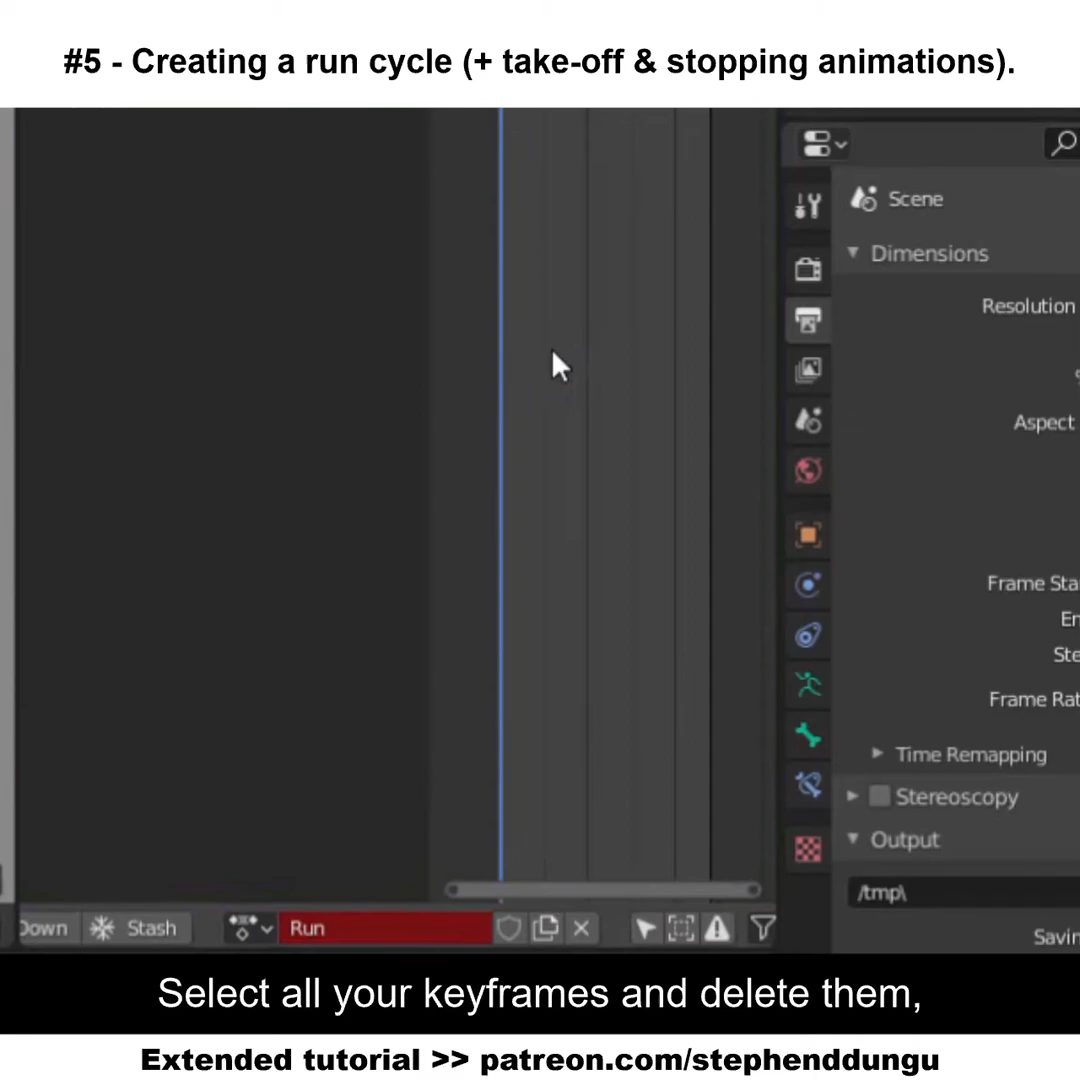 #5 - Creating a run cycle (+ take-off & stopping animations).
Scene
Dimensions
Resolution
Aspect
Frame Sta
En
Ste
Frame Rat
Time Remapping
Stereoscopy
Output
/tmp\
Down
Stash
Run
Savin
Select all your keyframes and delete them,
Extended tutorial >> patreon.com/stephenddungu